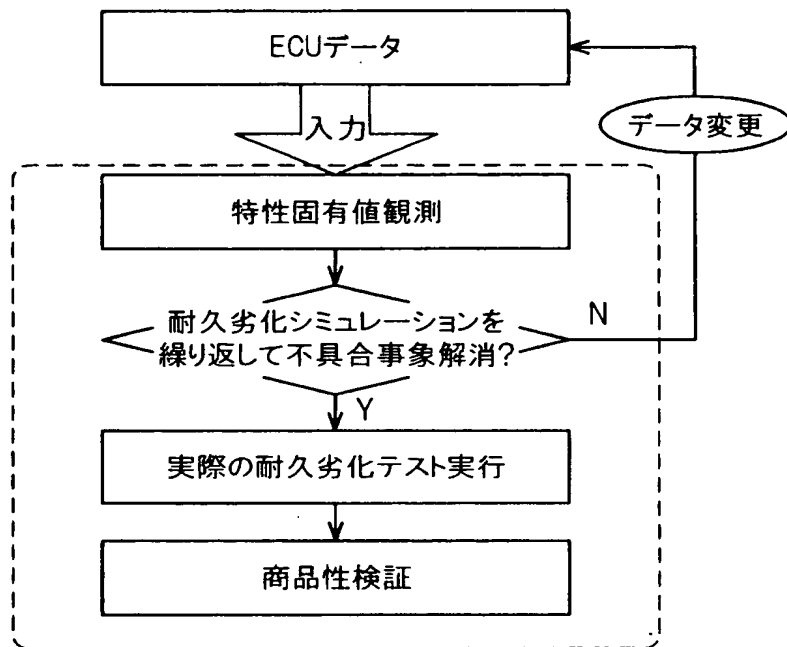 ECUデータ
入力
データ変更
特性固有値観測
耐久劣化シミュレーションを
繰り返して不具合事象解消?
N
Y
実際の耐久劣化テスト実行
商品性検証